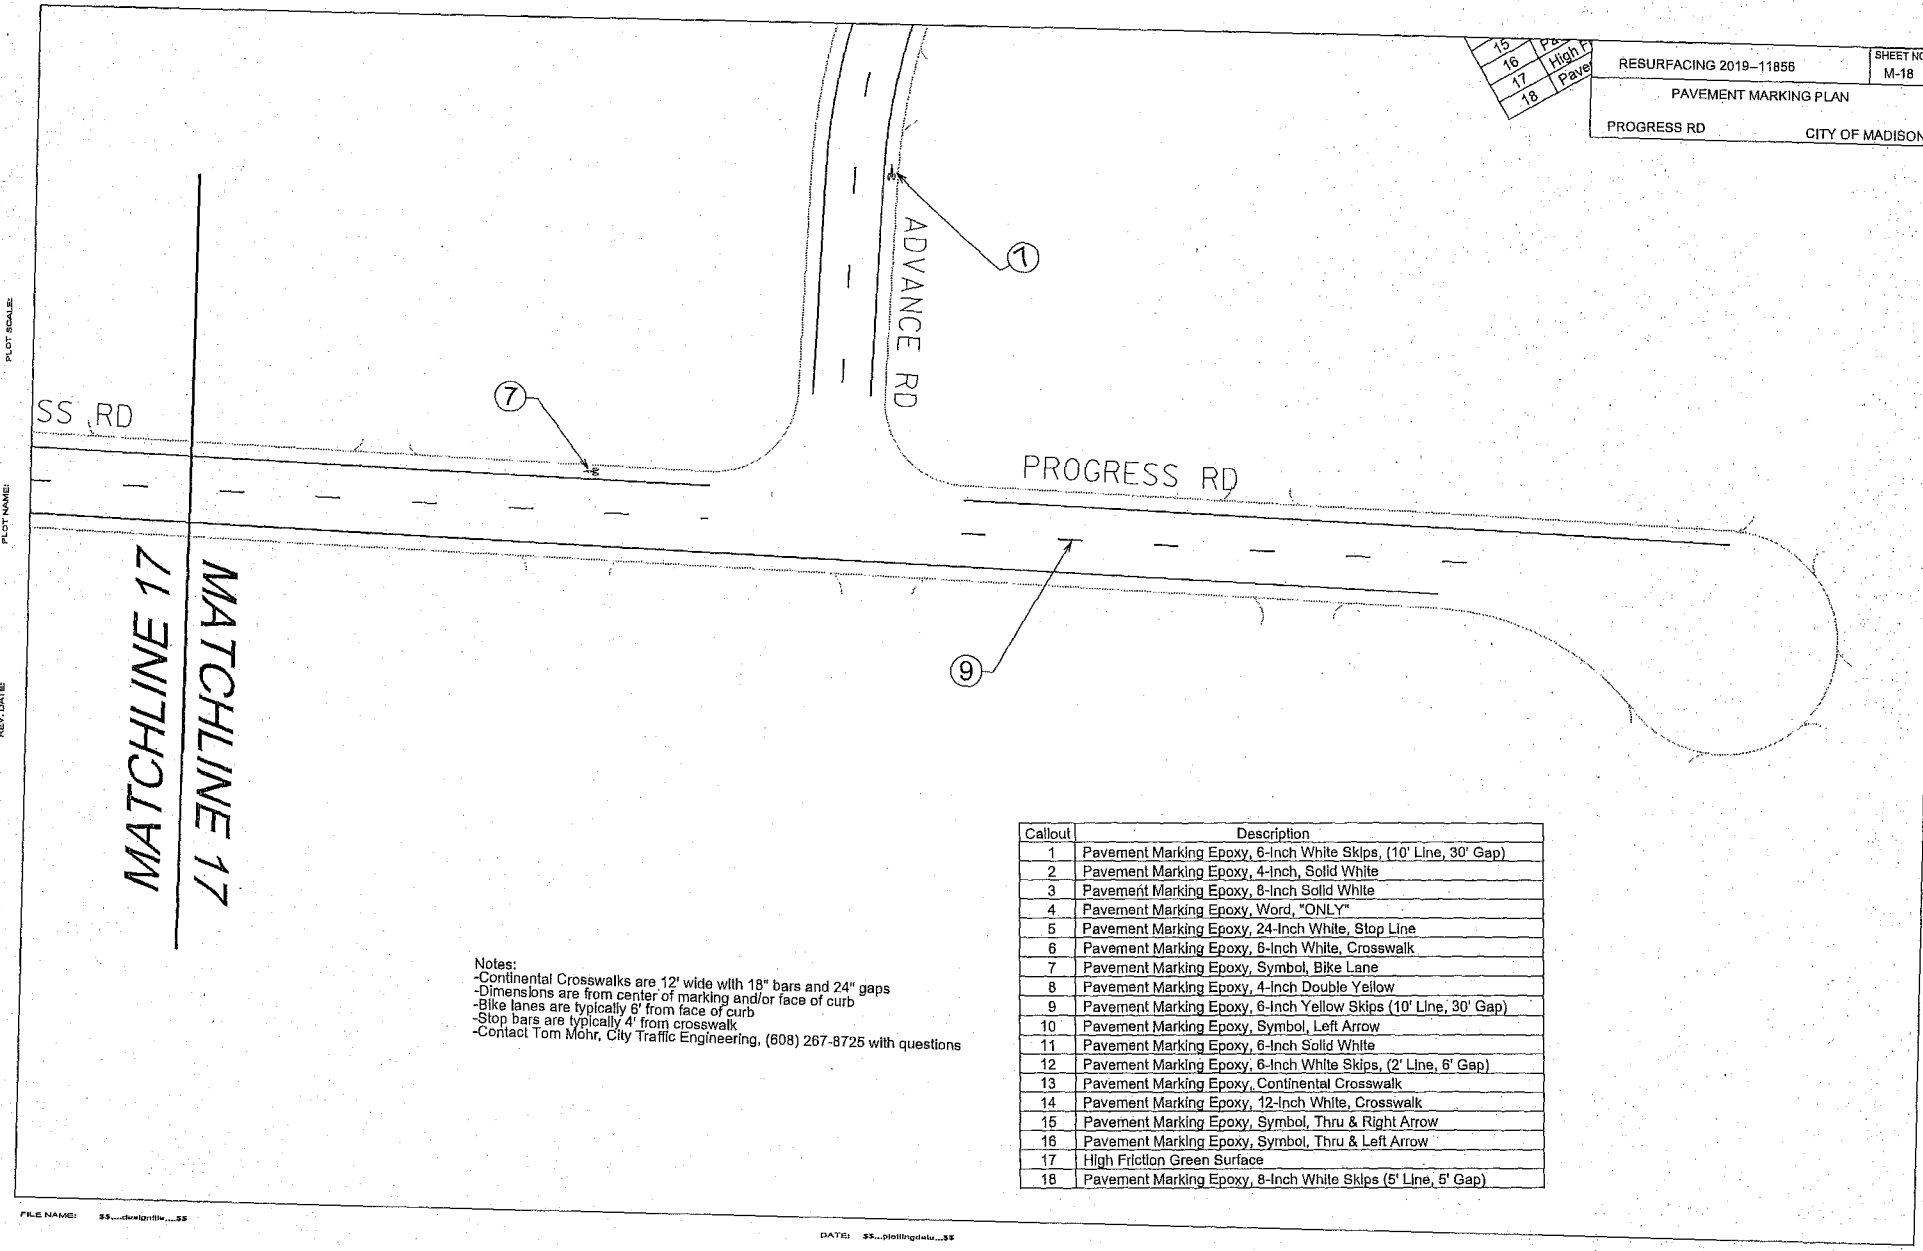 15 Pa
16 High F
17 Pave
18
RESURFACING 2019-11856
SHEET NO
M-18
PAVEMENT MARKING PLAN
PROGRESS RD CITY OF MADISON
ADVANCE RD
7
7
SS RD
PROGRESS RD
9
MATCHLINE 17
MATCHLINE 17
PLOT SCALE:
PLOT NAME:
REV. DATE:
Notes:
-Continental Crosswalks are 12' wide with 18" bars and 24" gaps
-Dimensions are from center of marking and/or face of curb
-Bike lanes are typically 6' from face of curb
-Stop bars are typically 4' from crosswalk
-Contact Tom Mohr, City Traffic Engineering, (608) 267-8725 with questions
Callout Description
1 Pavement Marking Epoxy, 6-Inch White Skips, (10' Line, 30' Gap)
2 Pavement Marking Epoxy, 4-Inch, Solid White
3 Pavement Marking Epoxy, 8-Inch Solid White
4 Pavement Marking Epoxy, Word, "ONLY"
5 Pavement Marking Epoxy, 24-Inch White, Stop Line
6 Pavement Marking Epoxy, 6-Inch White, Crosswalk
7 Pavement Marking Epoxy, Symbol, Bike Lane
8 Pavement Marking Epoxy, 4-Inch Double Yellow
9 Pavement Marking Epoxy, 6-Inch Yellow Skips (10' Line, 30' Gap)
10 Pavement Marking Epoxy, Symbol, Left Arrow
11 Pavement Marking Epoxy, 6-Inch Solid White
12 Pavement Marking Epoxy, 6-Inch White Skips, (2' Line, 6' Gap)
13 Pavement Marking Epoxy, Continental Crosswalk
14 Pavement Marking Epoxy, 12-Inch White, Crosswalk
15 Pavement Marking Epoxy, Symbol, Thru & Right Arrow
16 Pavement Marking Epoxy, Symbol, Thru & Left Arrow
17 High Friction Green Surface
18 Pavement Marking Epoxy, 8-Inch White Skips (5' Line, 5' Gap)
FILE NAME: $$....designfile....$$
DATE: $$...plottingdate...$$